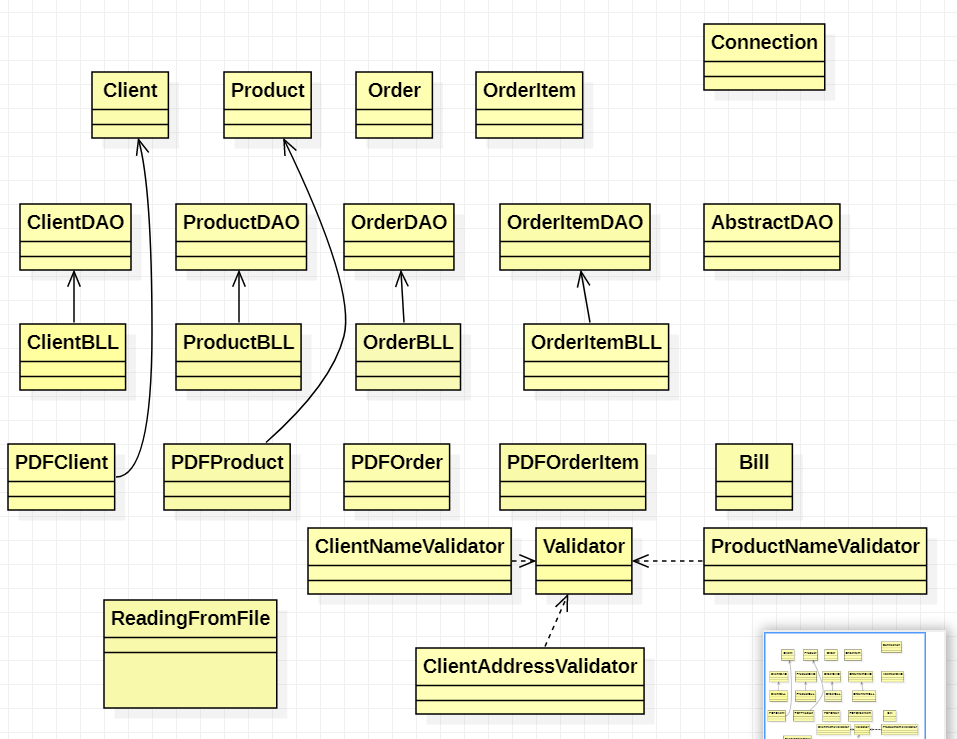 Connection
Client
Product
Order
OrderItem
ClientDAO
ProductDAO
OrderDAO
OrderItemDAO
AbstractDAO
ClientBLL
ProductBLL
OrderBLL
OrderItemBLL
PDFClient
PDFProduct
PDFOrder
PDFOrderItem
Bill
ClientNameValidator
Validator
ProductNameValidator
ReadingFromFile
ClientAddressValidator